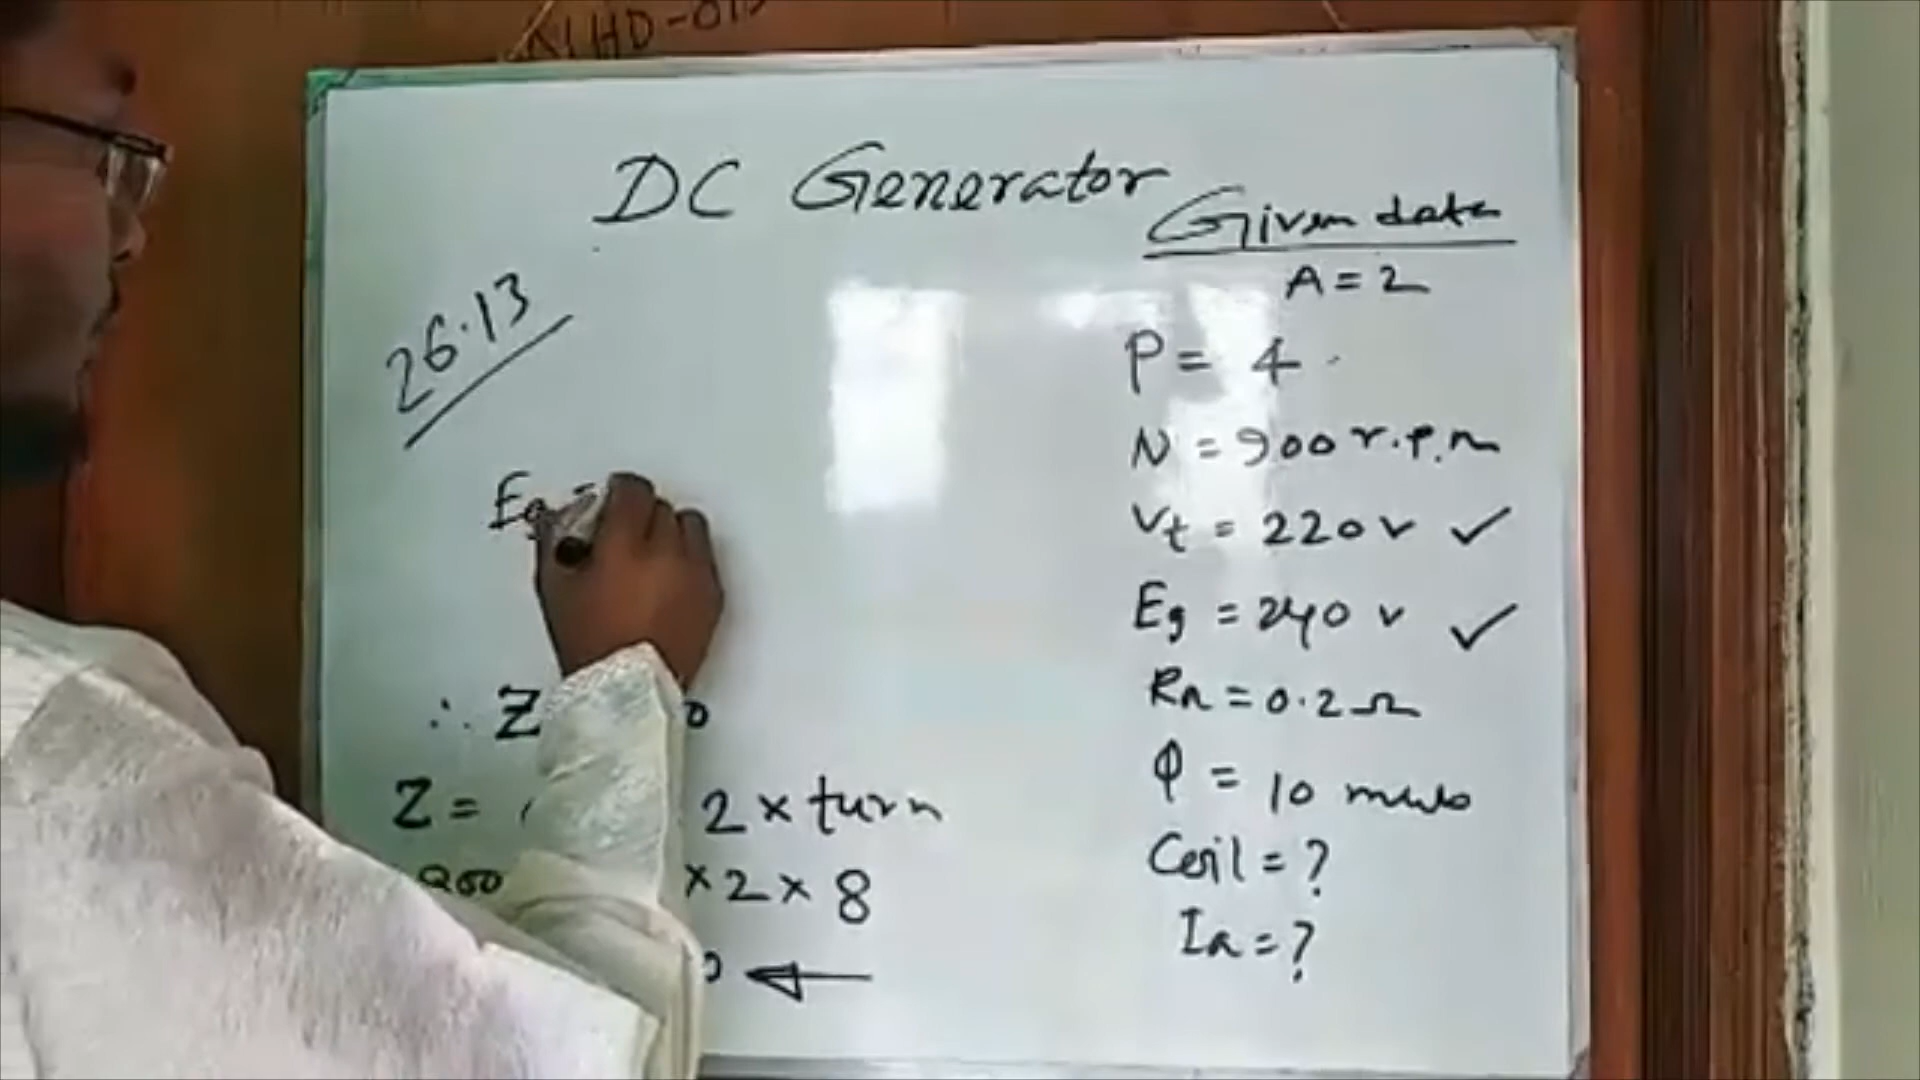 DC Generator
26.13
Eg =
∴ Z
Z = 2 × turn
×2×8
Given data
A = 2
P = 4
N = 900 r.p.m
Vt = 220 v ✓
Eg = 240 v ✓
Ra = 0.2 Ω
φ = 10 mwb
Coil = ?
Ia = ?